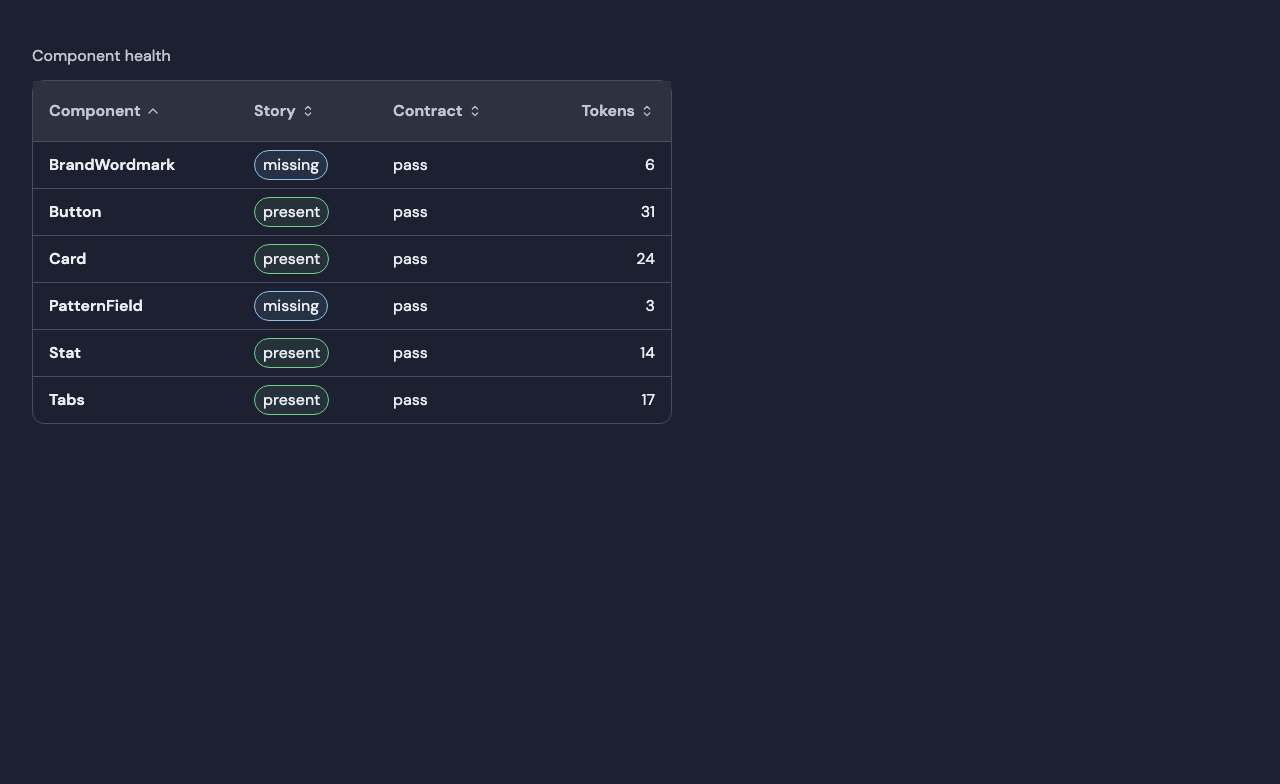 Component health
Component Story Contract Tokens
BrandWordmark missing pass 6
Button present pass 31
Card present pass 24
PatternField missing pass 3
Stat present pass 14
Tabs present pass 17